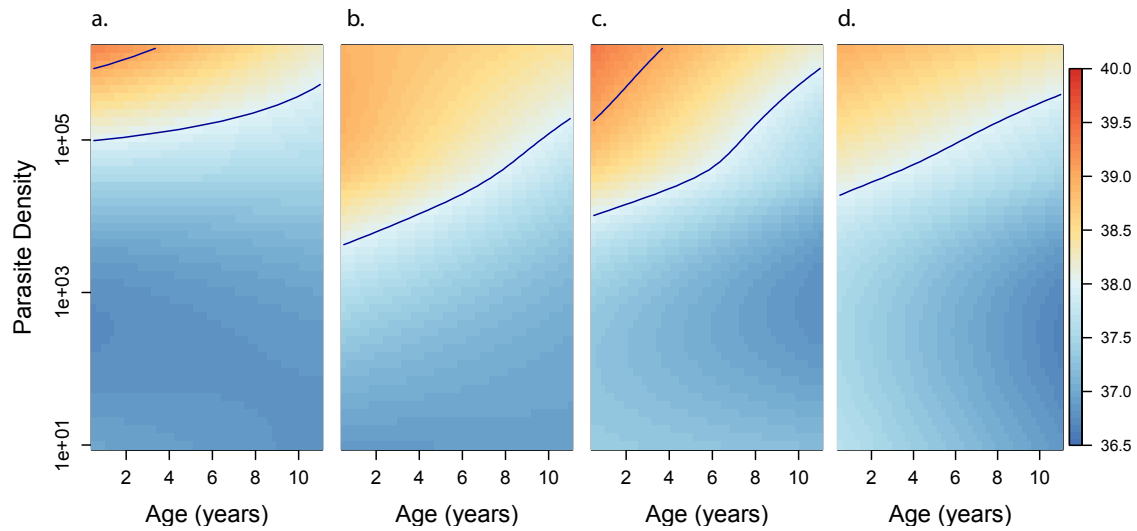 a. b. c. d.
Parasite Density
1e+05
1e+03
1e+01
2 4 6 8 10
2 4 6 8 10
2 4 6 8 10
2 4 6 8 10
Age (years)
Age (years)
Age (years)
Age (years)
40.0
39.5
39.0
38.5
38.0
37.5
37.0
36.5